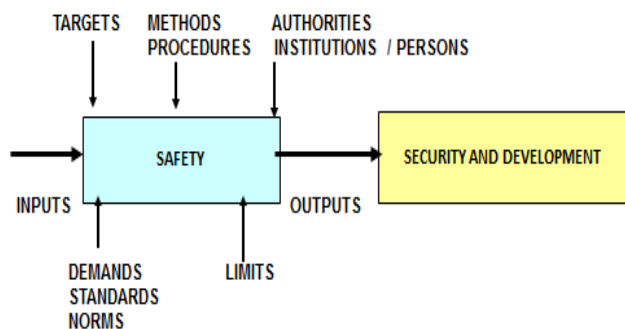 TARGETS
METHODS
PROCEDURES
AUTHORITIES
INSTITUTIONS / PERSONS
SAFETY
SECURITY AND DEVELOPMENT
INPUTS
OUTPUTS
DEMANDS
STANDARDS
NORMS
LIMITS